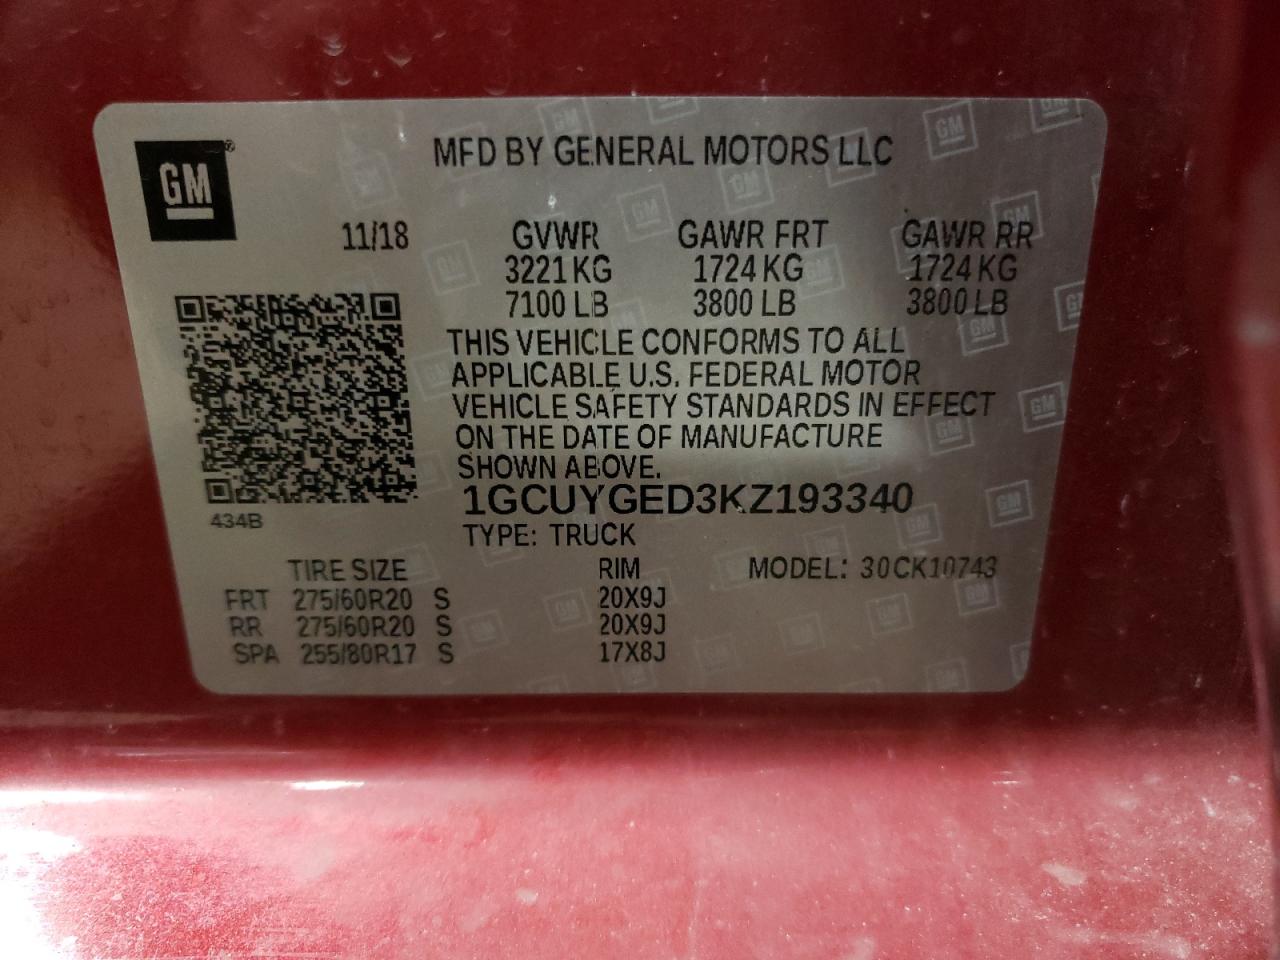 GM®
MFD BY GENERAL MOTORS LLC
11/18 GVWR GAWR FRT GAWR RR
3221 KG 1724 KG 1724 KG
7100 LB 3800 LB 3800 LB
THIS VEHICLE CONFORMS TO ALL
APPLICABLE U.S. FEDERAL MOTOR
VEHICLE SAFETY STANDARDS IN EFFECT
ON THE DATE OF MANUFACTURE
SHOWN ABOVE.
1GCUYGED3KZ193340
434B
TYPE: TRUCK
TIRE SIZE RIM MODEL: 30CK10743
FRT 275/60R20 S 20X9J
RR 275/60R20 S 20X9J
SPA 255/80R17 S 17X8J